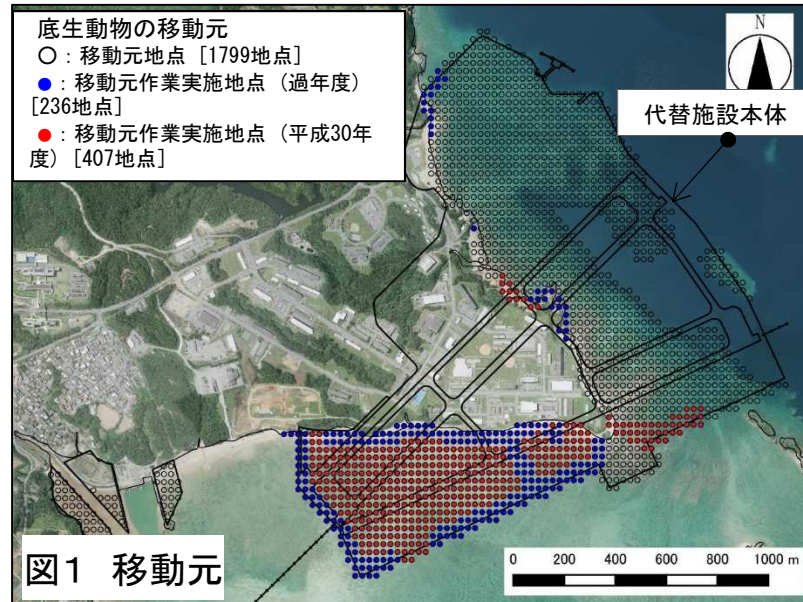 底生動物の移動元
○：移動元地点 [1799地点]
●：移動元作業実施地点（過年度）
[236地点]
●：移動元作業実施地点（平成30年
度）[407地点]
N
代替施設本体
図1 移動元
0 200 400 600 800 1000 m